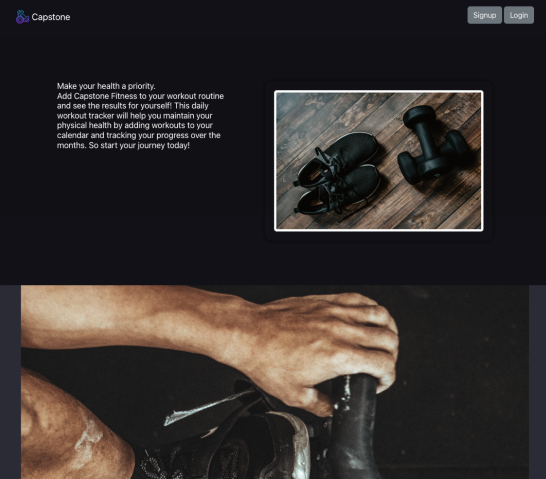 Capstone
Signup
Login
Make your health a priority.
Add Capstone Fitness to your workout routine
and see the results for yourself! This daily
workout tracker will help you maintain your
physical health by adding workouts to your
calendar and tracking your progress over the
months. So start your journey today!